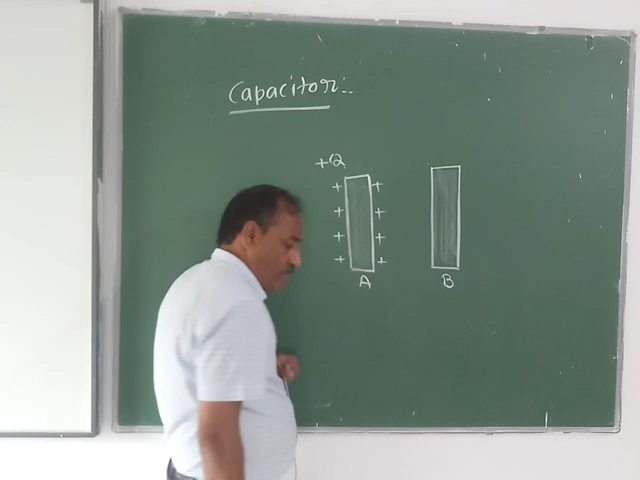 Capacitor:-
+Q
+ +
+ +
+ +
+ +
A B